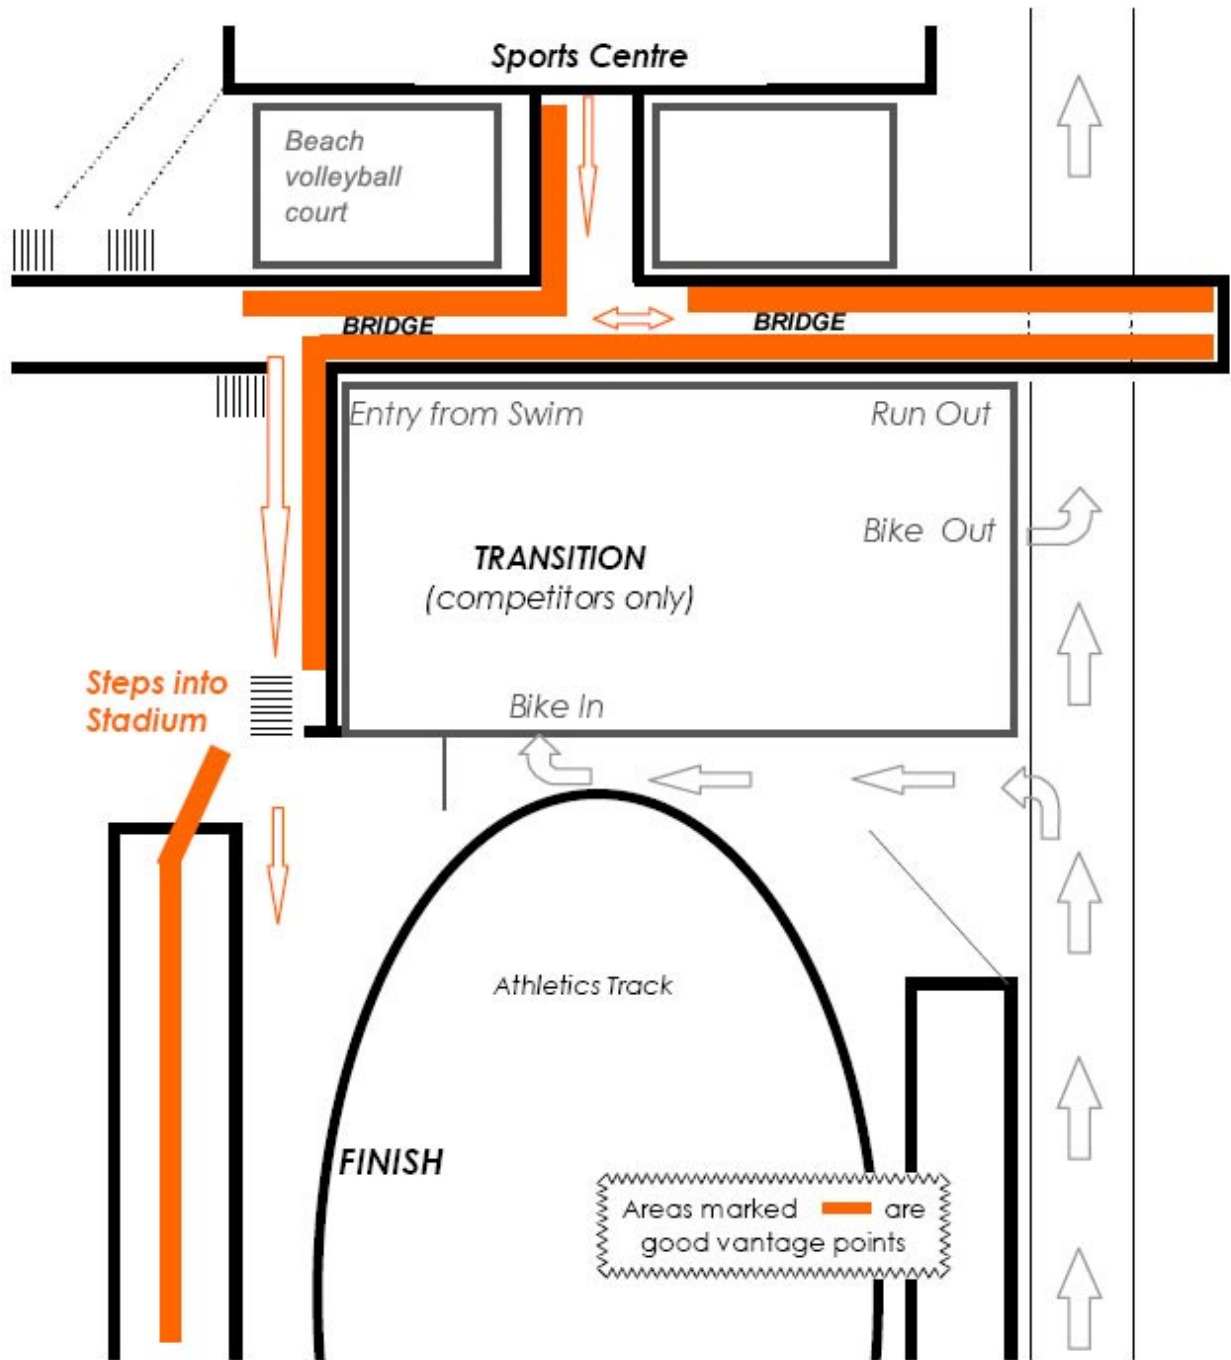 Sports Centre
Beach
volleyball
court
BRIDGE
BRIDGE
Entry from Swim
Run Out
Bike Out
TRANSITION
(competitors only)
Steps into
Stadium
Bike In
Athletics Track
FINISH
Areas marked are
good vantage points